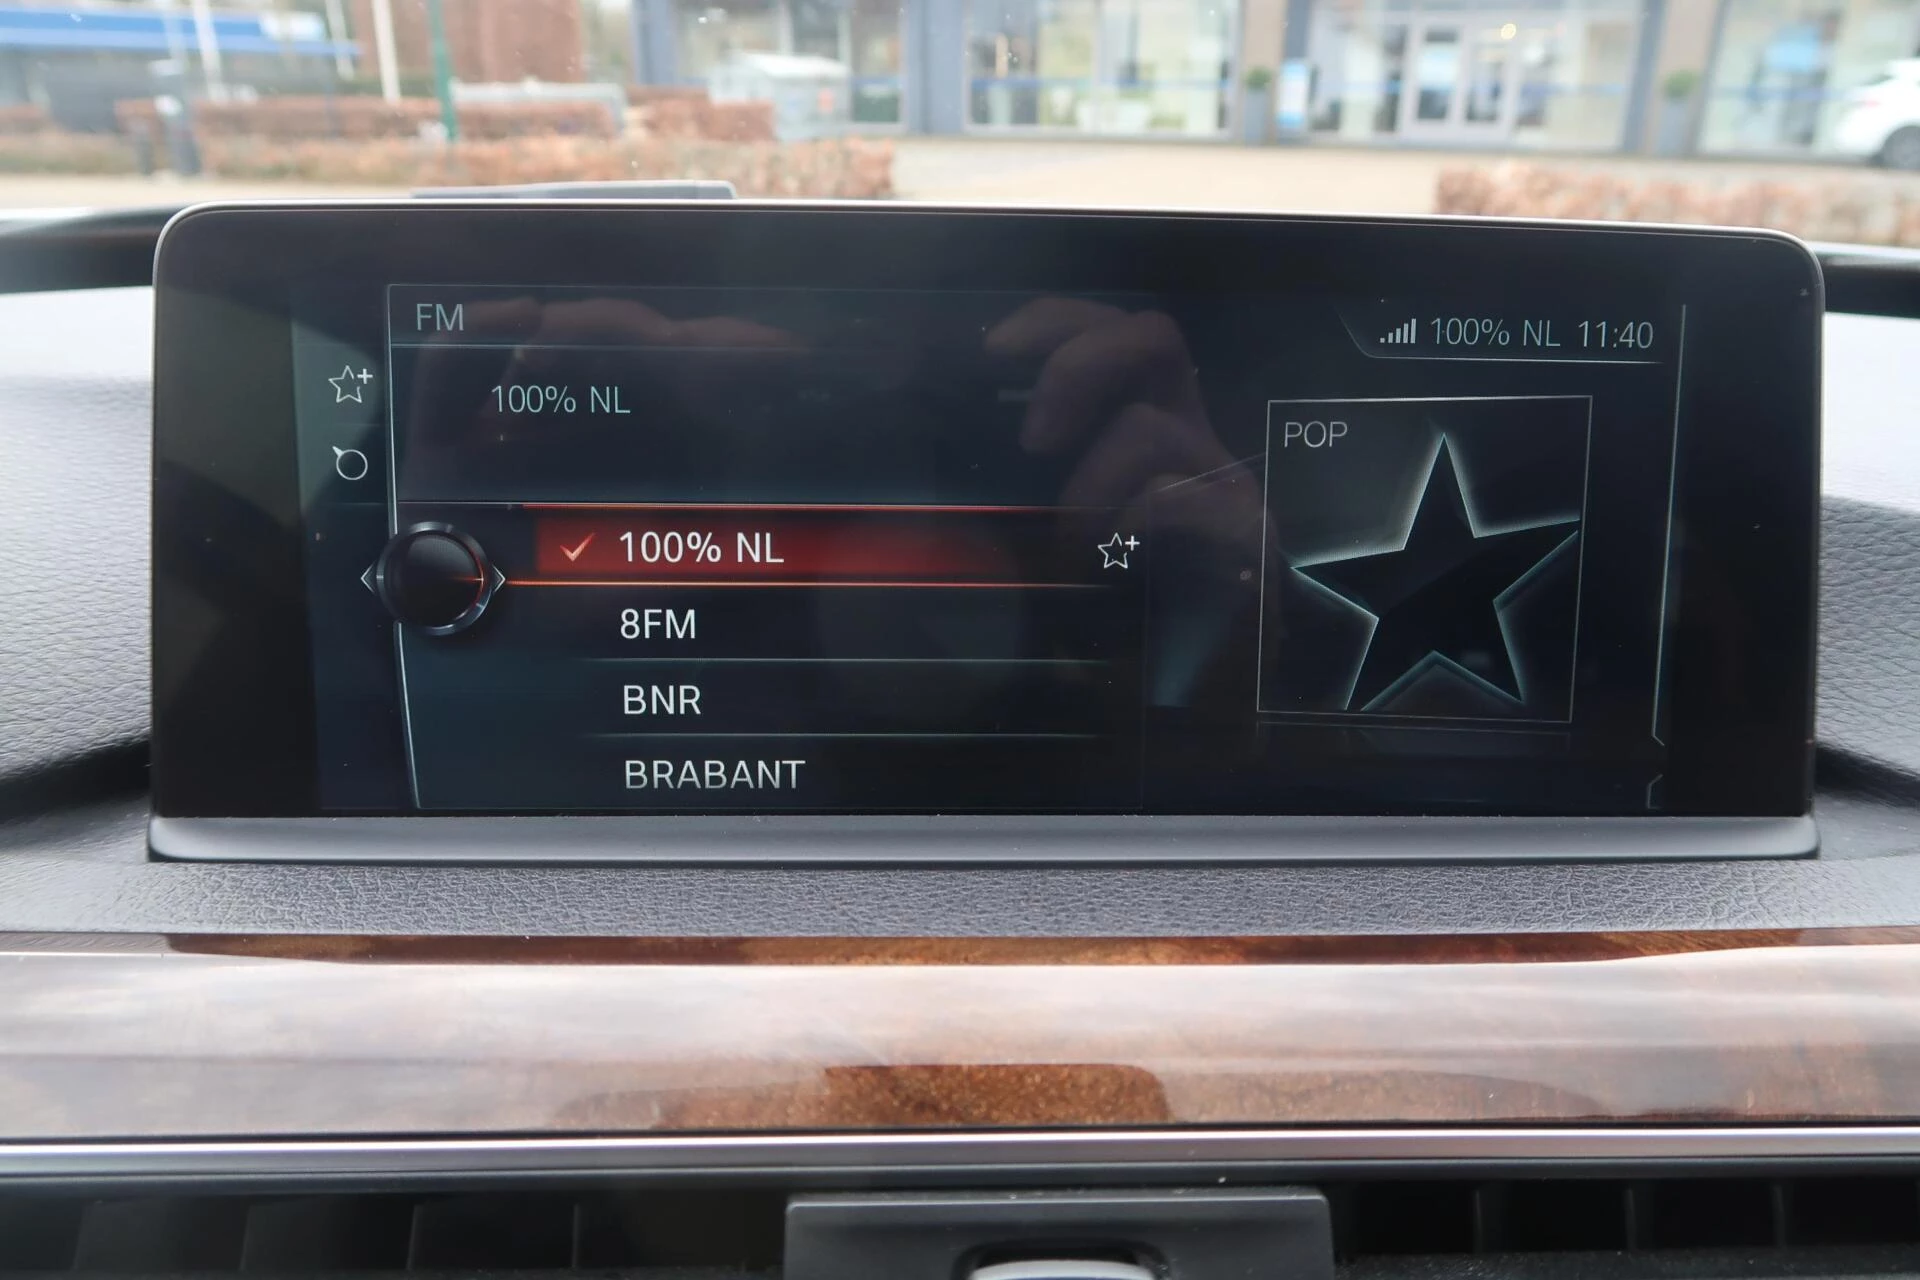 FM
100% NL 11:40
100% NL
POP
100% NL
8FM
BNR
BRABANT